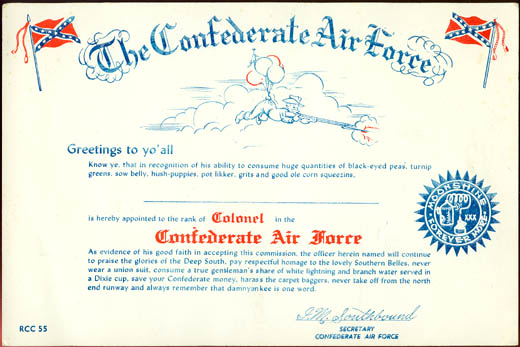 The Confederate Air Force
Greetings to yo'all
Know ye, that in recognition of his ability to consume huge quantities of black-eyed peas, turnip
greens, sow belly, hush-puppies, pot likker, grits and good ole corn squeezins.
is hereby appointed to the rank of Colonel in the
Confederate Air Force
As evidence of his good faith in accepting this commission, the officer herein named will continue
to praise the glories of the Deep South, pay respectful homage to the lovely Southern Belles, never
wear a union suit, consume a true gentleman's share of white lightning and branch water served in
a Dixie cup, save your Confederate money, harass the carpet baggers, never take off from the north
end runway and always remember that damnyankee is one word.
MOONSHINE
XXX
FOREVERMORE
J.M. Southbound
SECRETARY
CONFEDERATE AIR FORCE
RCC 55